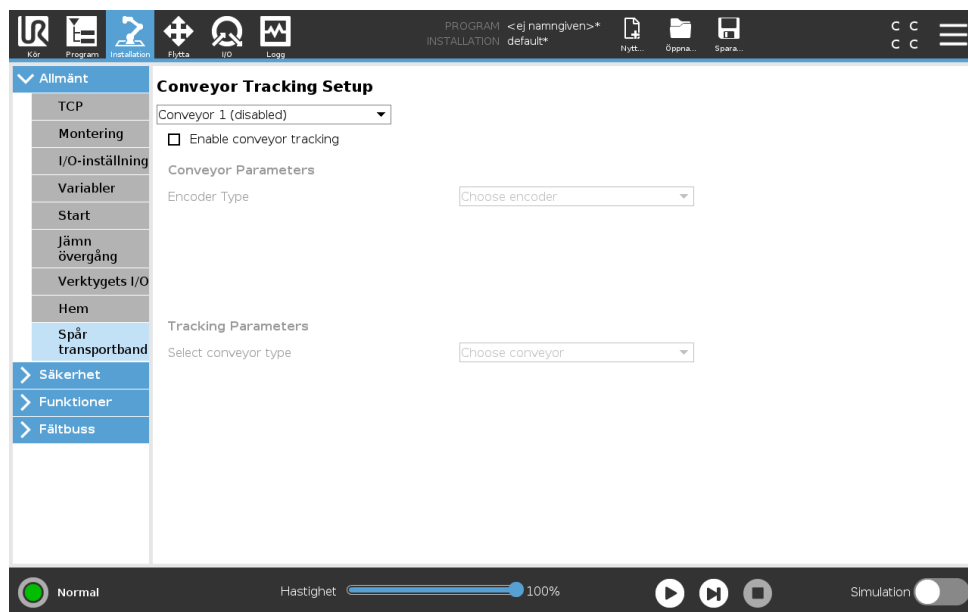 UR
Kör
Program
Installation
Flytta
I/O
Logg
PROGRAM <ej namngiven>*
INSTALLATION default*
Nytt...
Öppna...
Spara...
C C
C C
Allmänt
TCP
Montering
I/O-inställning
Variabler
Start
Jämn
övergång
Verktygets I/O
Hem
Spår
transportband
Säkerhet
Funktioner
Fältbuss
Conveyor Tracking Setup
Conveyor 1 (disabled)
Enable conveyor tracking
Conveyor Parameters
Encoder Type
Choose encoder
Tracking Parameters
Select conveyor type
Choose conveyor
Normal
Hastighet
100%
Simulation